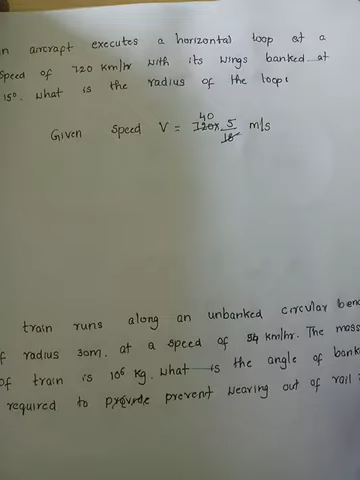 n aircraft executes a horizontal loop at a
speed of 720 km/hr with its wings banked at
15°. what is the radius of the loop?
Given speed V = 720x 5/18 m/s
40
train runs along an unbanked circular bend
f radius 30m. at a speed of 54 km/hr. The mass
of train is 10⁶ kg. what is the angle of bank
required to prevent wearing out of rail ?